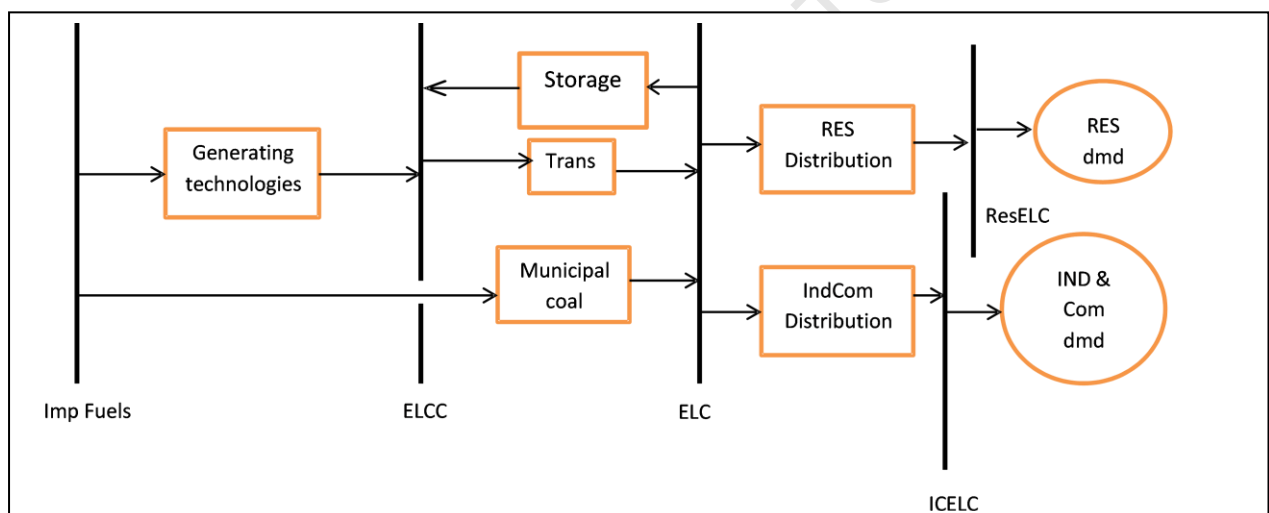 Storage
Generating
technologies
Trans
RES
Distribution
RES
dmd
ResELC
Municipal
coal
IndCom
Distribution
IND &
Com
dmd
Imp Fuels
ELCC
ELC
ICELC